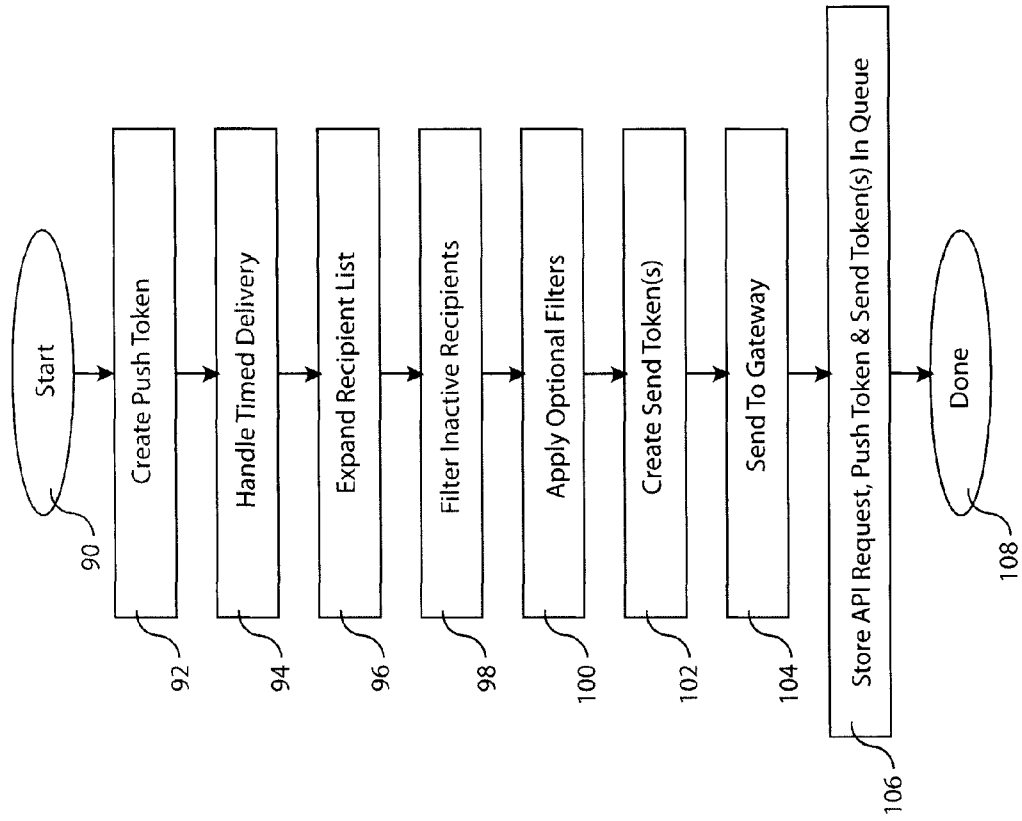 Start
90
Create Push Token
92
Handle Timed Delivery
94
Expand Recipient List
96
Filter Inactive Recipients
98
Apply Optional Filters
100
Create Send Token(s)
102
Send To Gateway
104
Store API Request, Push Token & Send Token(s) In Queue
106
Done
108